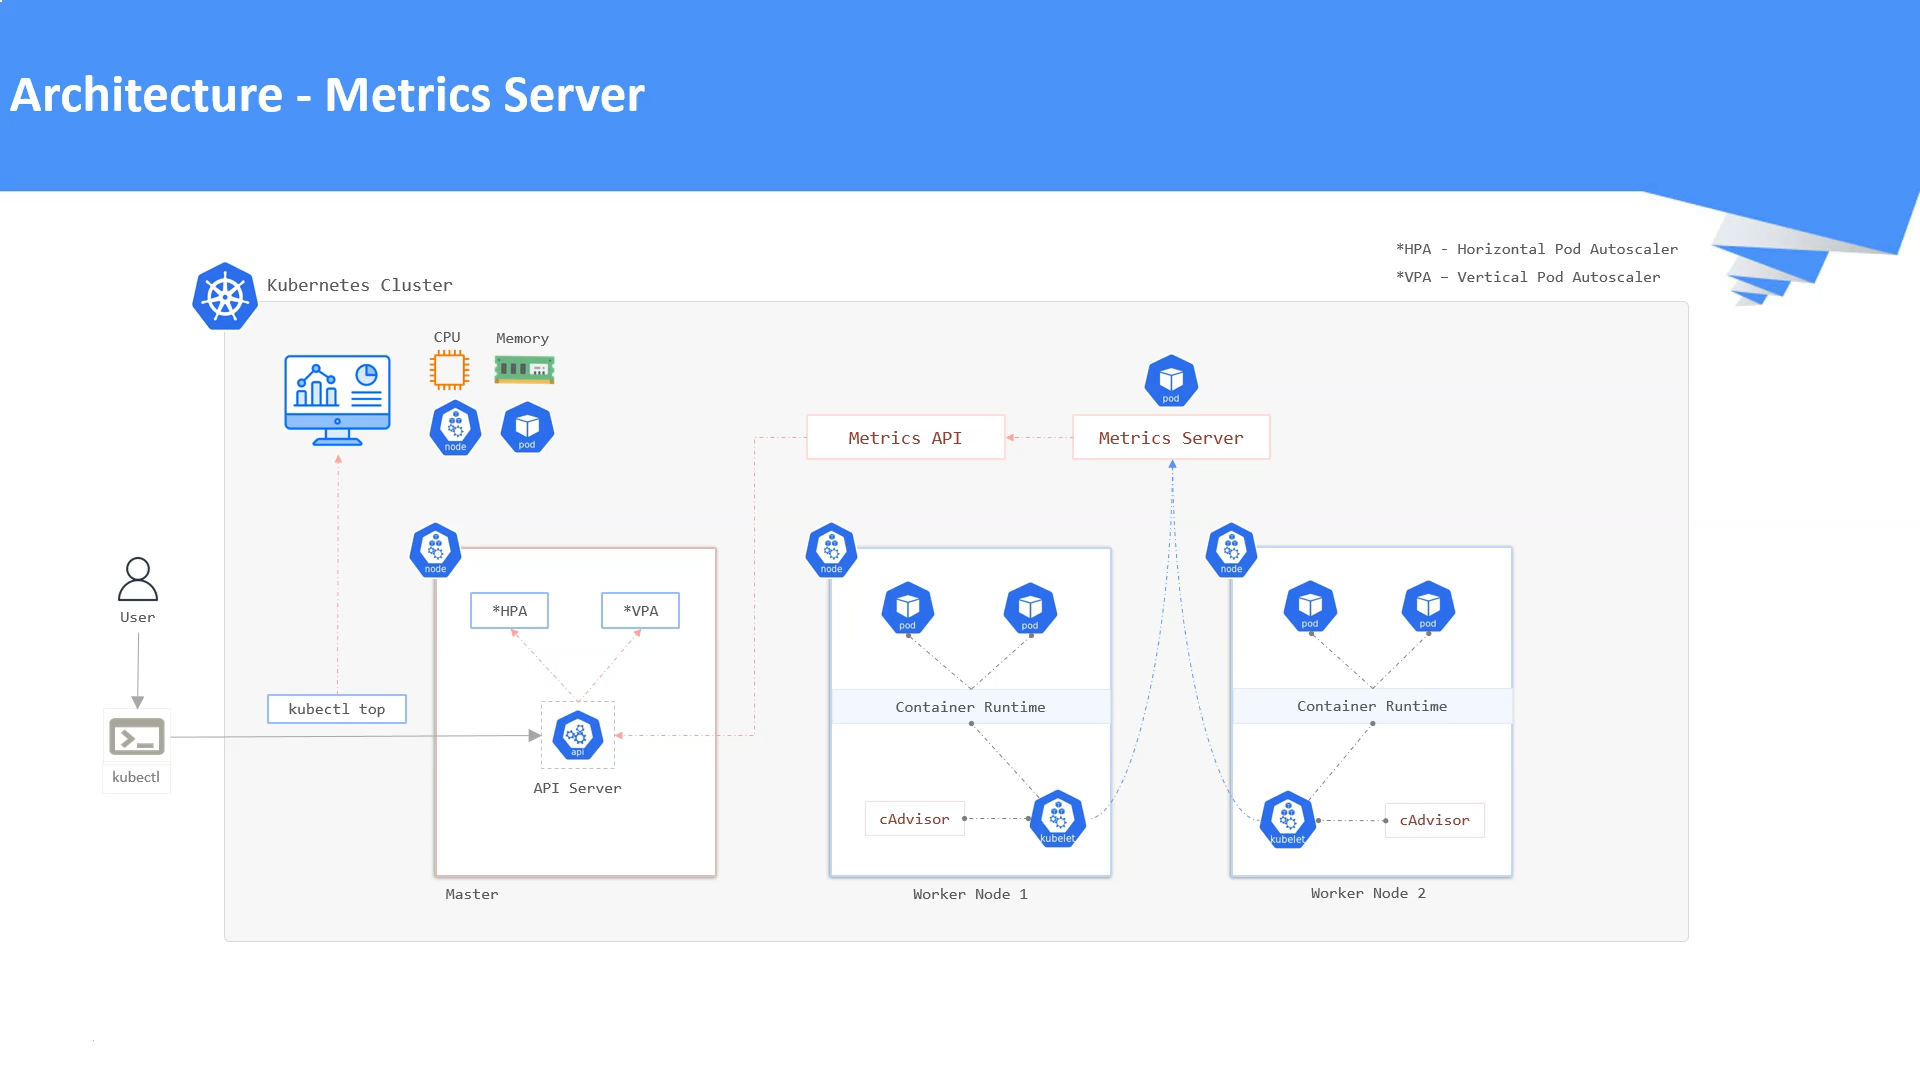 Architecture - Metrics Server
*HPA - Horizontal Pod Autoscaler
*VPA – Vertical Pod Autoscaler
Kubernetes Cluster
CPU
Memory
node
pod
pod
Metrics API
Metrics Server
node
*HPA
*VPA
User
kubectl top
kubectl
api
API Server
Master
node
pod
pod
Container Runtime
cAdvisor
kubelet
Worker Node 1
node
pod
pod
Container Runtime
kubelet
cAdvisor
Worker Node 2